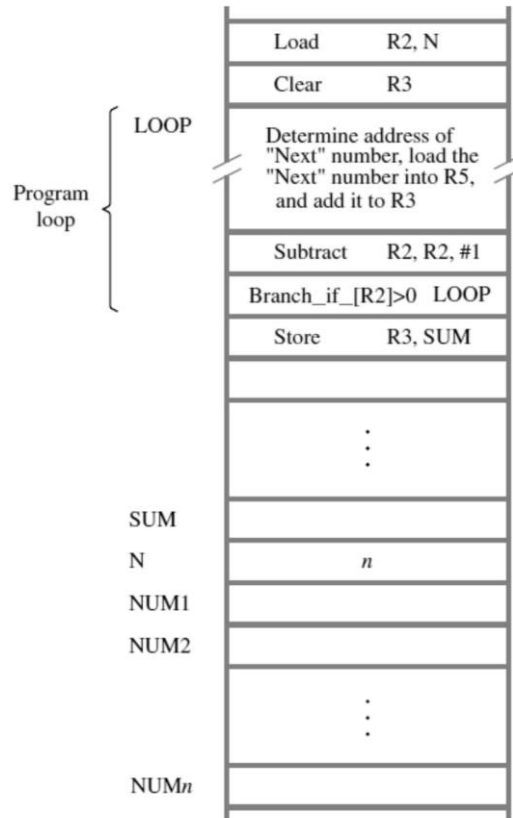 Load R2, N
Clear R3
LOOP
Determine address of
"Next" number, load the
"Next" number into R5,
and add it to R3
Program
loop
Subtract R2, R2, #1
Branch_if_[R2]>0 LOOP
Store R3, SUM
SUM
N n
NUM1
NUM2
NUMn